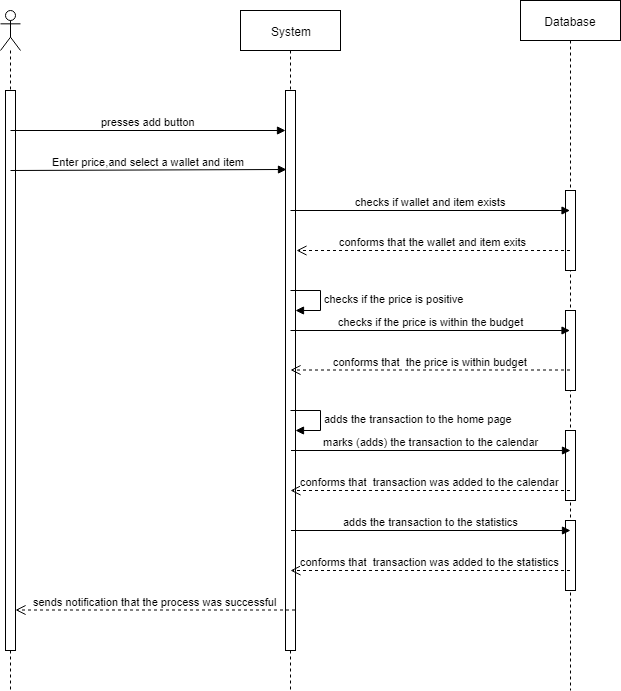 System
Database
presses add button
Enter price,and select a wallet and item
checks if wallet and item exists
conforms that the wallet and item exits
checks if the price is positive
checks if the price is within the budget
conforms that the price is within budget
adds the transaction to the home page
marks (adds) the transaction to the calendar
conforms that transaction was added to the calendar
adds the transaction to the statistics
conforms that transaction was added to the statistics
sends notification that the process was successful